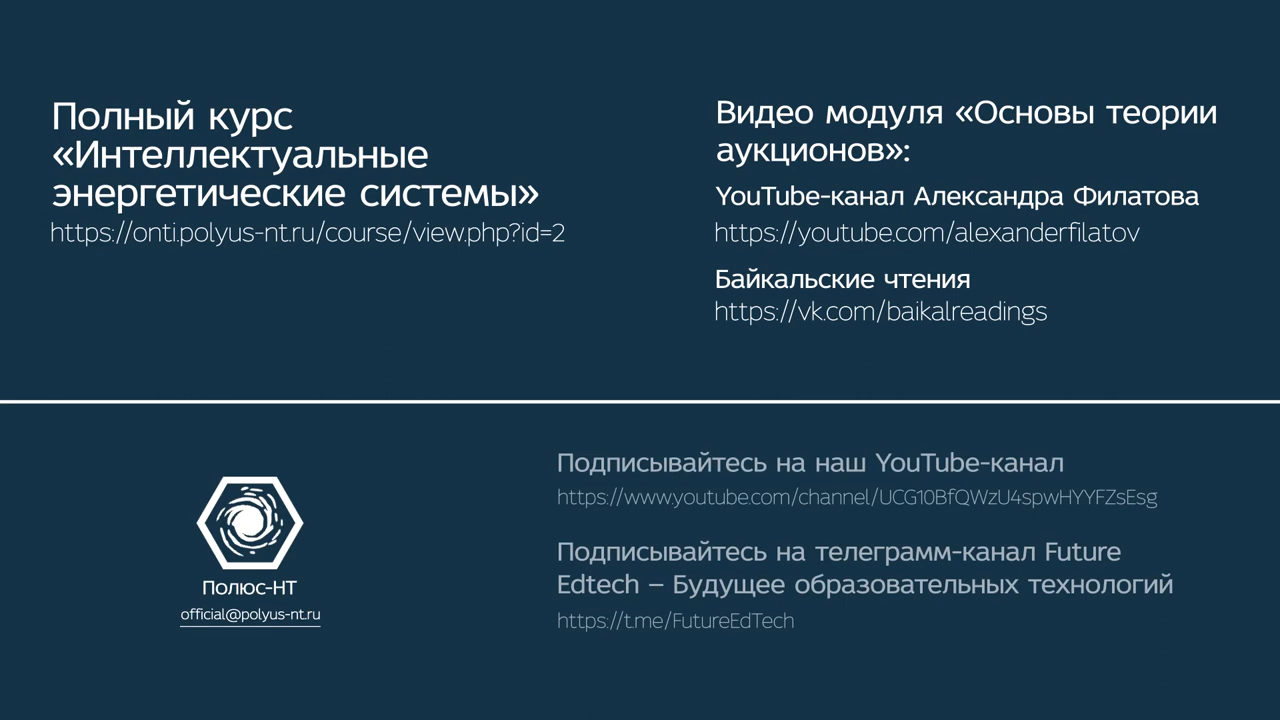 Полный курс
«Интеллектуальные
энергетические системы»
https://onti.polyus-nt.ru/course/view.php?id=2
Видео модуля «Основы теории
аукционов»:
YouTube-канал Александра Филатова
https://youtube.com/alexanderfilatov
Байкальские чтения
https://vk.com/baikalreadings
Полюс-НТ
official@polyus-nt.ru
Подписывайтесь на наш YouTube-канал
https://www.youtube.com/channel/UCG10BfQWzU4spwHYYFZsEsg
Подписывайтесь на телеграмм-канал Future
Edtech – Будущее образовательных технологий
https://t.me/FutureEdTech